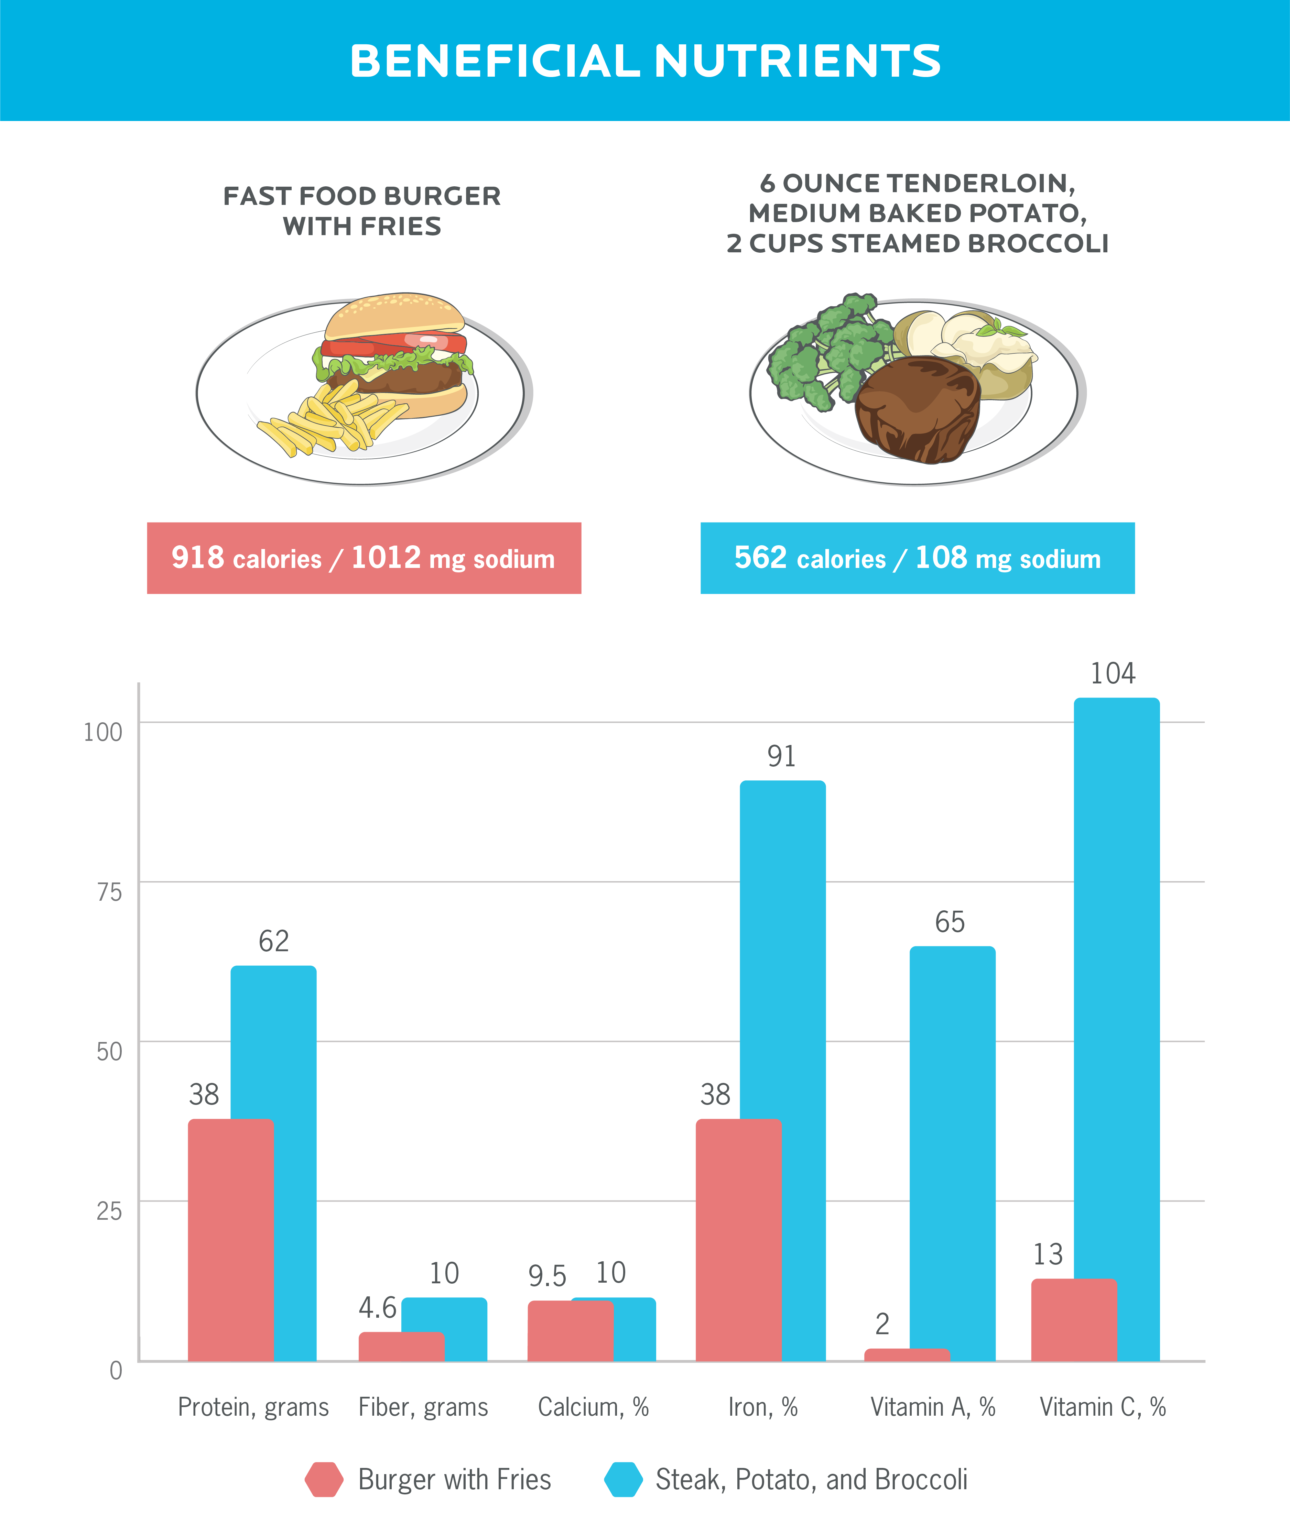 BENEFICIAL NUTRIENTS
FAST FOOD BURGER
WITH FRIES
6 OUNCE TENDERLOIN,
MEDIUM BAKED POTATO,
2 CUPS STEAMED BROCCOLI
918 calories / 1012 mg sodium
562 calories / 108 mg sodium
100
75
50
25
0
38
62
4.6
10
9.5
10
38
91
2
65
13
104
Protein, grams
Fiber, grams
Calcium, %
Iron, %
Vitamin A, %
Vitamin C, %
Burger with Fries
Steak, Potato, and Broccoli